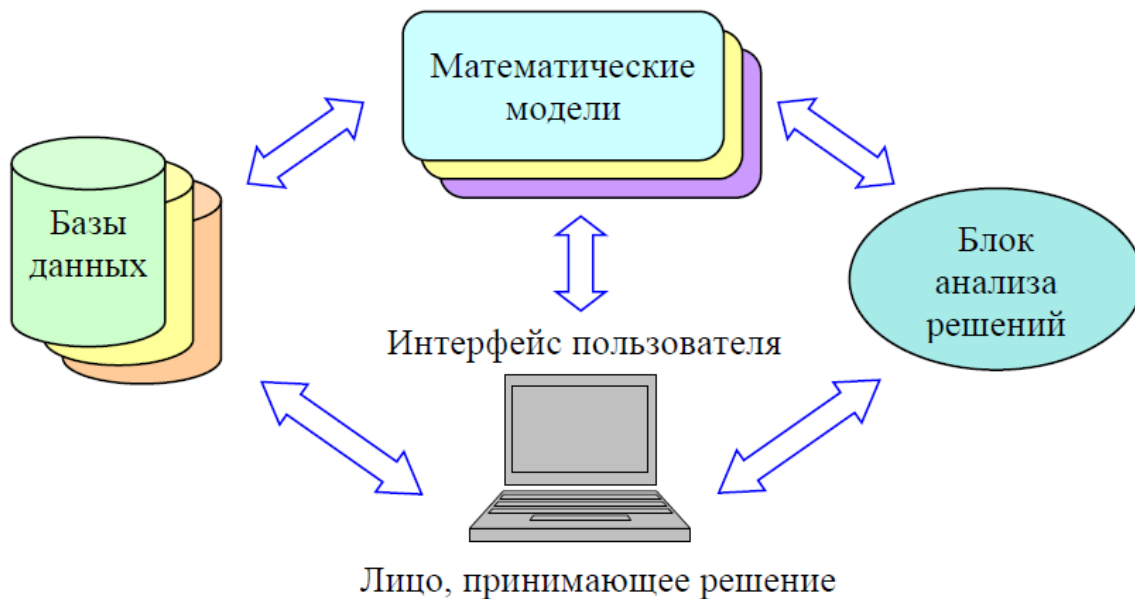 Математические
модели
Базы
данных
Блок
анализа
решений
Интерфейс пользователя
Лицо, принимающее решение